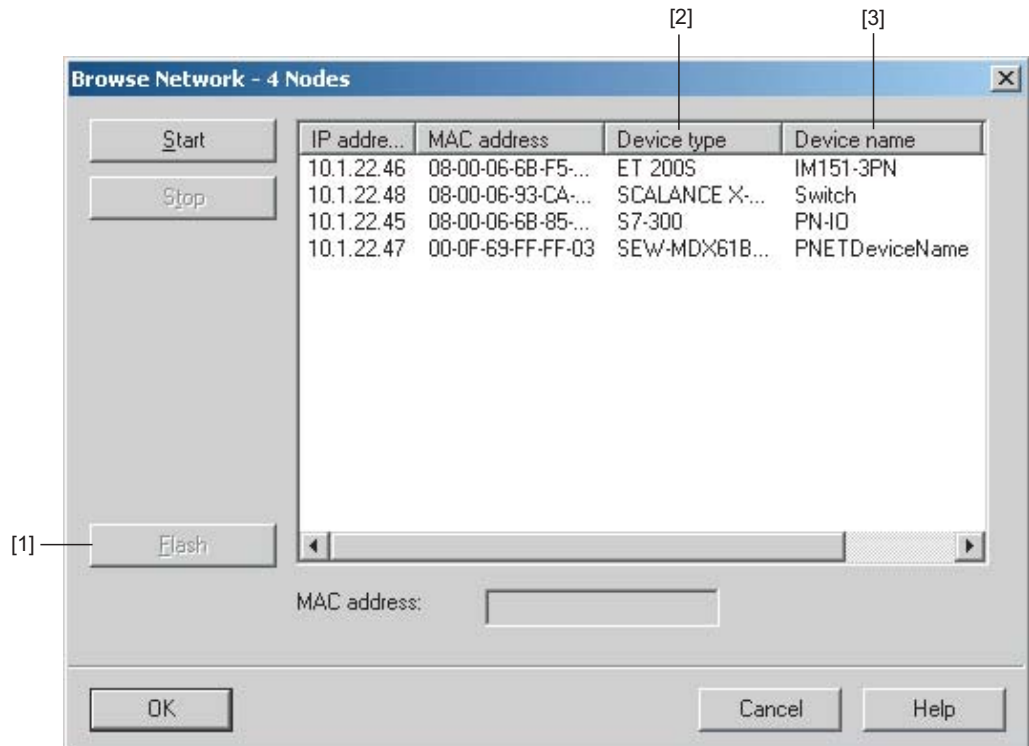 [2] [3]
Browse Network - 4 Nodes
Start
Stop
IP addre... MAC address Device type Device name
10.1.22.46 08-00-06-6B-F5-... ET 200S IM151-3PN
10.1.22.48 08-00-06-93-CA-... SCALANCE X-... Switch
10.1.22.45 08-00-06-6B-85-... S7-300 PN-IO
10.1.22.47 00-0F-69-FF-FF-03 SEW-MDX61B... PNETDeviceName
[1] Flash
MAC address:
OK Cancel Help